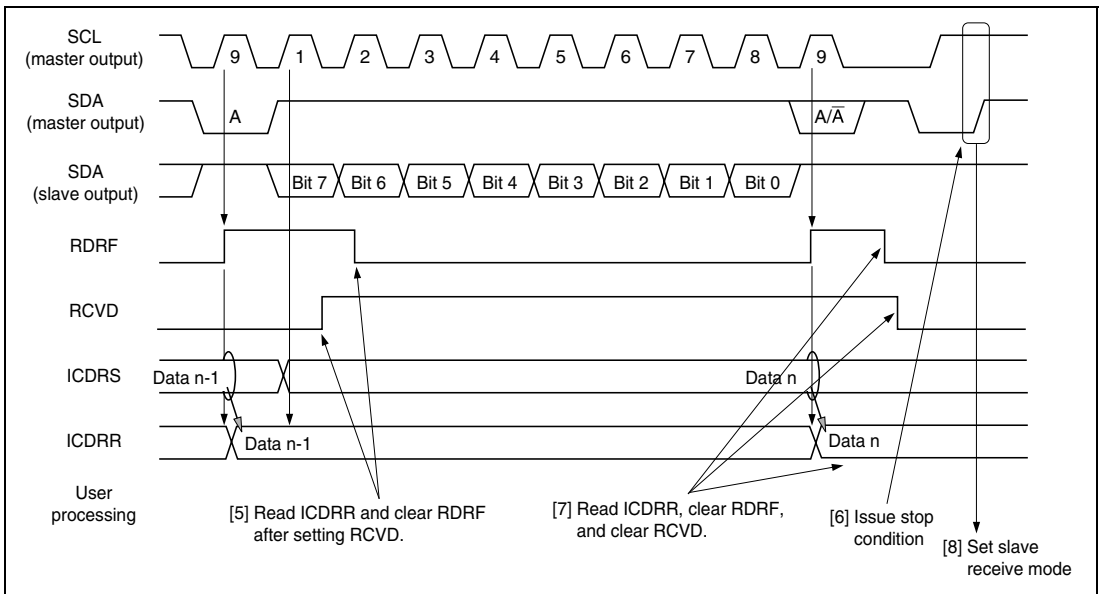 SCL
(master output)
9 1 2 3 4 5 6 7 8 9
SDA
(master output)
A A/A̅
SDA
(slave output)
Bit 7 Bit 6 Bit 5 Bit 4 Bit 3 Bit 2 Bit 1 Bit 0
RDRF
RCVD
ICDRS
Data n-1 Data n
ICDRR
Data n-1 Data n
User
processing
[5] Read ICDRR and clear RDRF
after setting RCVD.
[7] Read ICDRR, clear RDRF,
and clear RCVD.
[6] Issue stop
condition
[8] Set slave
receive mode